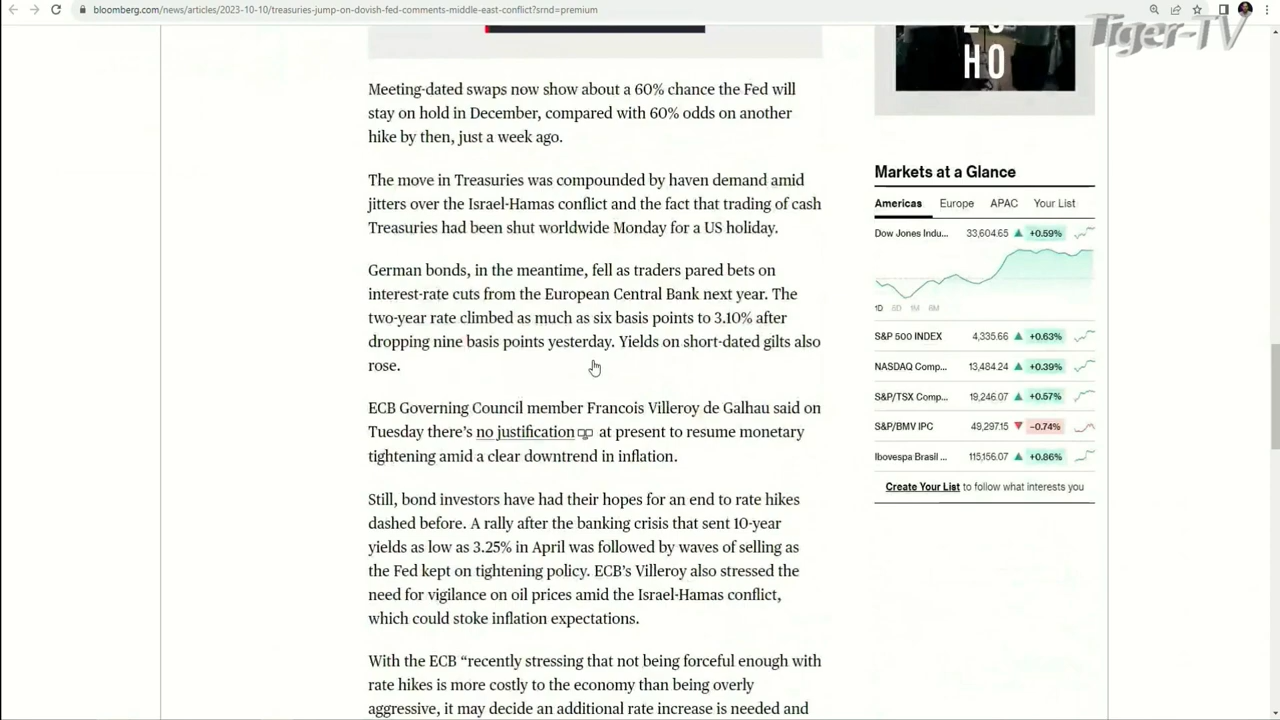 bloomberg.com/news/articles/2023-10-10/treasuries-jump-on-dovish-fed-comments-middle-east-conflict?srnd=premium
Tiger-TV
HO
Meeting-dated swaps now show about a 60% chance the Fed will
stay on hold in December, compared with 60% odds on another
hike by then, just a week ago.
The move in Treasuries was compounded by haven demand amid
jitters over the Israel-Hamas conflict and the fact that trading of cash
Treasuries had been shut worldwide Monday for a US holiday.
German bonds, in the meantime, fell as traders pared bets on
interest-rate cuts from the European Central Bank next year. The
two-year rate climbed as much as six basis points to 3.10% after
dropping nine basis points yesterday. Yields on short-dated gilts also
rose.
ECB Governing Council member Francois Villeroy de Galhau said on
Tuesday there's no justification at present to resume monetary
tightening amid a clear downtrend in inflation.
Still, bond investors have had their hopes for an end to rate hikes
dashed before. A rally after the banking crisis that sent 10-year
yields as low as 3.25% in April was followed by waves of selling as
the Fed kept on tightening policy. ECB's Villeroy also stressed the
need for vigilance on oil prices amid the Israel-Hamas conflict,
which could stoke inflation expectations.
With the ECB “recently stressing that not being forceful enough with
rate hikes is more costly to the economy than being overly
aggressive, it may decide an additional rate increase is needed and
Markets at a Glance
Americas Europe APAC Your List
Dow Jones Indu... 33,604.65 +0.59%
1D 5D 1M 6M
S&P 500 INDEX 4,335.66 +0.63%
NASDAQ Comp... 13,484.24 +0.39%
S&P/TSX Comp... 19,246.07 +0.57%
S&P/BMV IPC 49,297.15 -0.74%
Ibovespa Brasil ... 115,156.07 +0.86%
Create Your List to follow what interests you